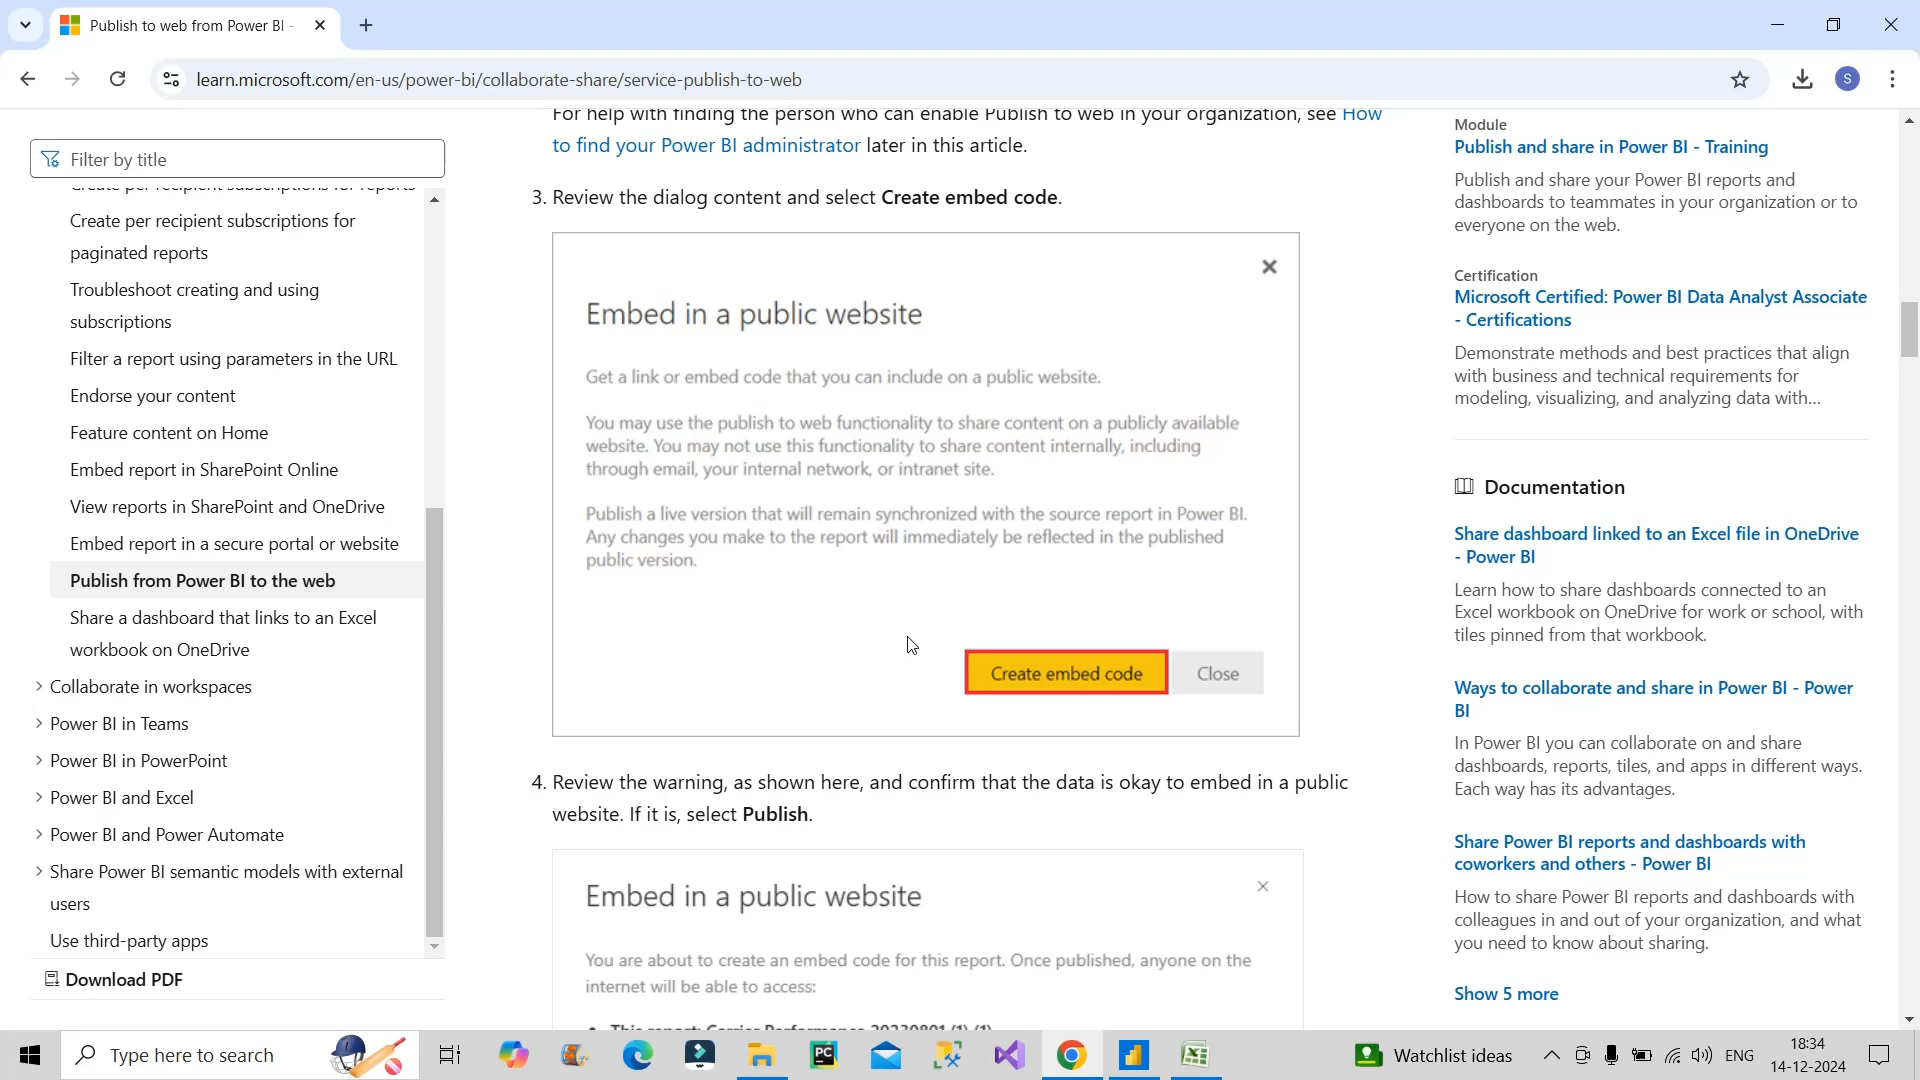 Publish to web from Power BI -
learn.microsoft.com/en-us/power-bi/collaborate-share/service-publish-to-web
S
Filter by title
Create per recipient subscriptions for reports
Create per recipient subscriptions for
paginated reports
Troubleshoot creating and using
subscriptions
Filter a report using parameters in the URL
Endorse your content
Feature content on Home
Embed report in SharePoint Online
View reports in SharePoint and OneDrive
Embed report in a secure portal or website
Publish from Power BI to the web
Share a dashboard that links to an Excel
workbook on OneDrive
Collaborate in workspaces
Power BI in Teams
Power BI in PowerPoint
Power BI and Excel
Power BI and Power Automate
Share Power BI semantic models with external
users
Use third-party apps
Download PDF
For help with finding the person who can enable Publish to web in your organization, see How
to find your Power BI administrator later in this article.
3. Review the dialog content and select Create embed code.
Embed in a public website
Get a link or embed code that you can include on a public website.
You may use the publish to web functionality to share content on a publicly available
website. You may not use this functionality to share content internally, including
through email, your internal network, or intranet site.
Publish a live version that will remain synchronized with the source report in Power BI.
Any changes you make to the report will immediately be reflected in the published
public version.
Create embed code
Close
4. Review the warning, as shown here, and confirm that the data is okay to embed in a public
website. If it is, select Publish.
Embed in a public website
You are about to create an embed code for this report. Once published, anyone on the
internet will be able to access:
• This report: Carrier Performance 20230801 (1) (1)
Module
Publish and share in Power BI - Training
Publish and share your Power BI reports and
dashboards to teammates in your organization or to
everyone on the web.
Certification
Microsoft Certified: Power BI Data Analyst Associate
- Certifications
Demonstrate methods and best practices that align
with business and technical requirements for
modeling, visualizing, and analyzing data with...
Documentation
Share dashboard linked to an Excel file in OneDrive
- Power BI
Learn how to share dashboards connected to an
Excel workbook on OneDrive for work or school, with
tiles pinned from that workbook.
Ways to collaborate and share in Power BI - Power
BI
In Power BI you can collaborate on and share
dashboards, reports, tiles, and apps in different ways.
Each way has its advantages.
Share Power BI reports and dashboards with
coworkers and others - Power BI
How to share Power BI reports and dashboards with
colleagues in and out of your organization, and what
you need to know about sharing.
Show 5 more
Type here to search
PC
Watchlist ideas
ENG
18:34
14-12-2024